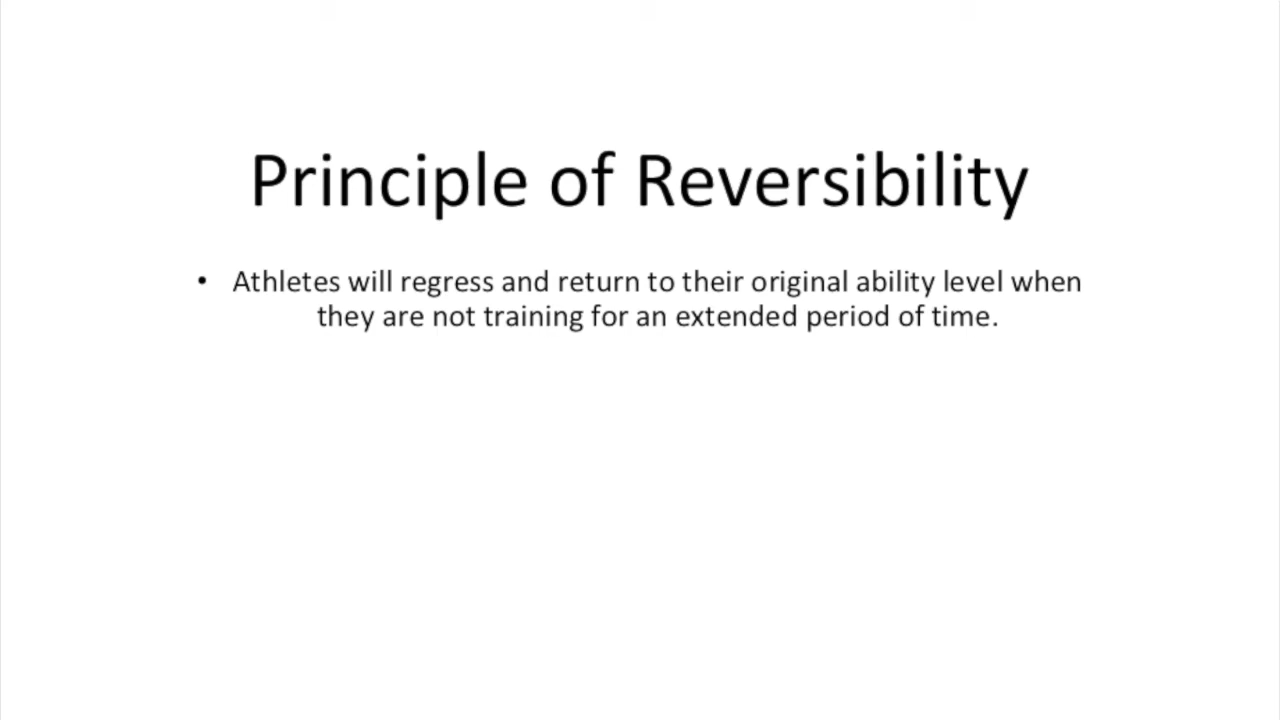 Principle of Reversibility
• Athletes will regress and return to their original ability level when
they are not training for an extended period of time.